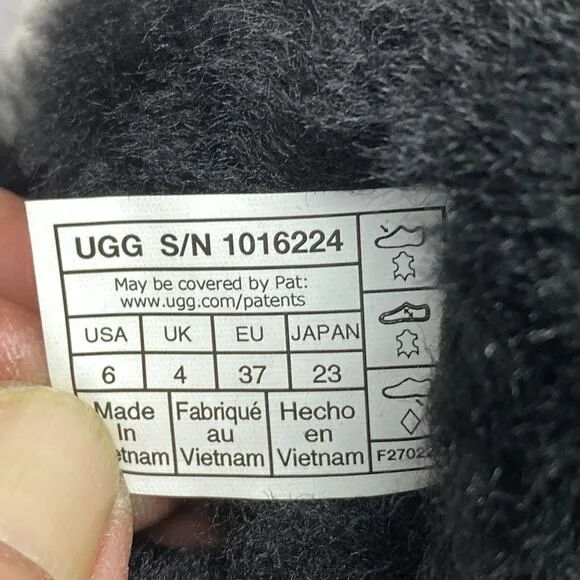 UGG S/N 1016224
May be covered by Pat:
www.ugg.com/patents
USA UK EU JAPAN
6 4 37 23
Made Fabriqué Hecho
In au en
Vietnam Vietnam